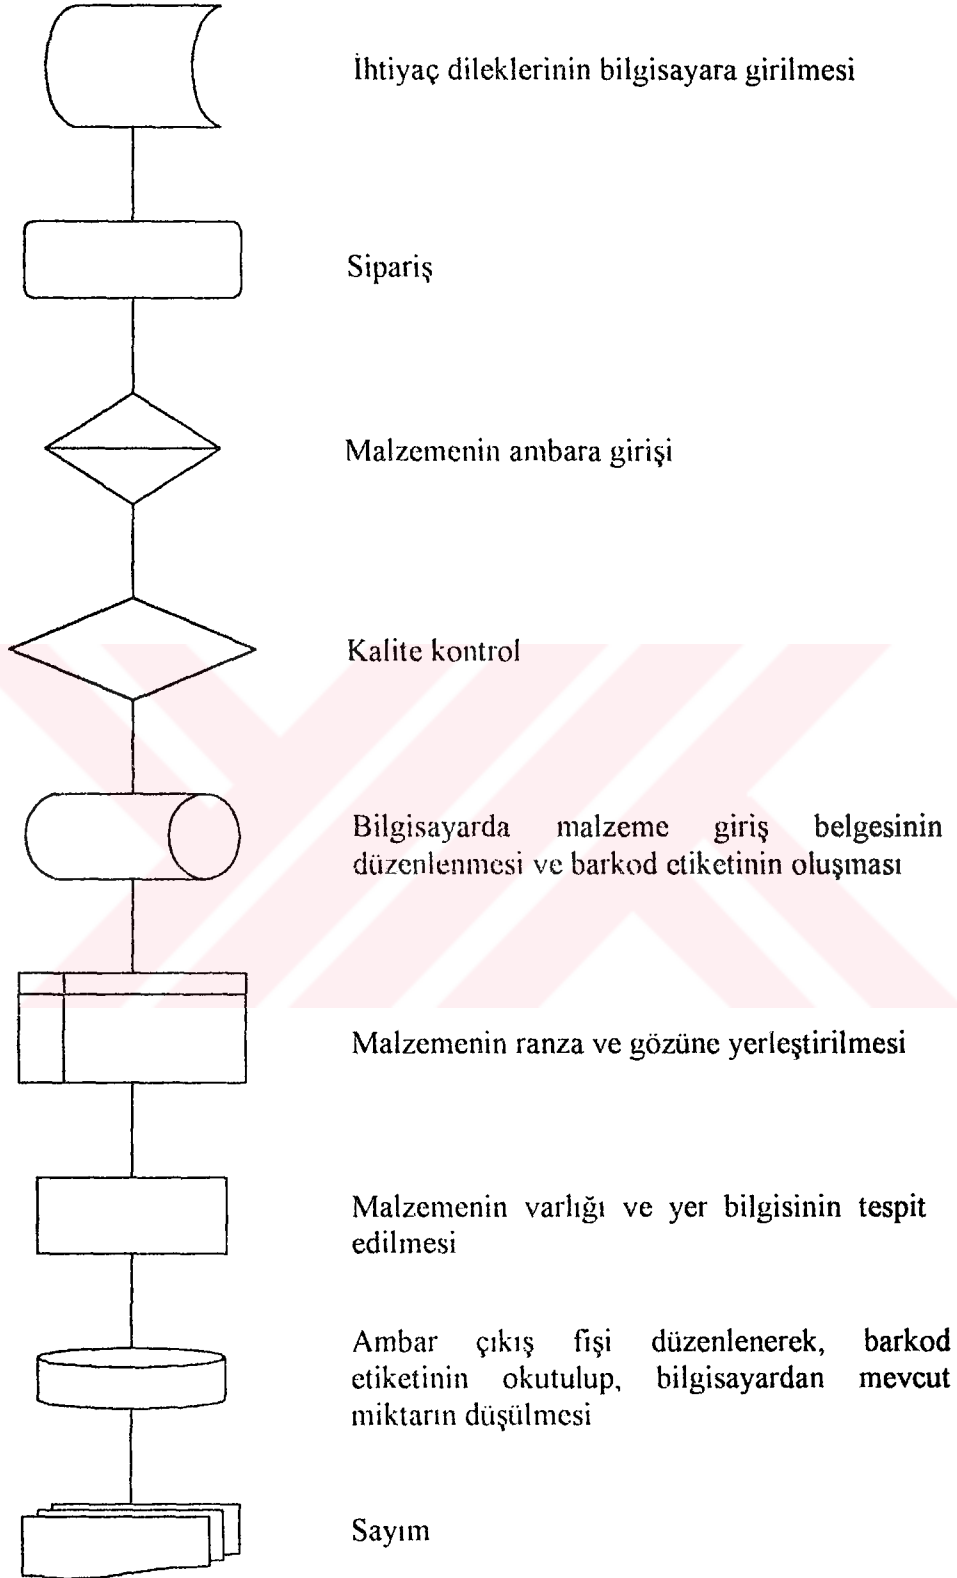 İhtiyaç dileklerinin bilgisayara girilmesi
Sipariş
Malzemenin ambara girişi
Kalite kontrol
Bilgisayarda malzeme giriş belgesinin
düzenlenmesi ve barkod etiketinin oluşması
Malzemenin ranza ve gözüne yerleştirilmesi
Malzemenin varlığı ve yer bilgisinin tespit
edilmesi
Ambar çıkış fişi düzenlenerek, barkod
etiketinin okutulup, bilgisayardan mevcut
miktarın düşülmesi
Sayım